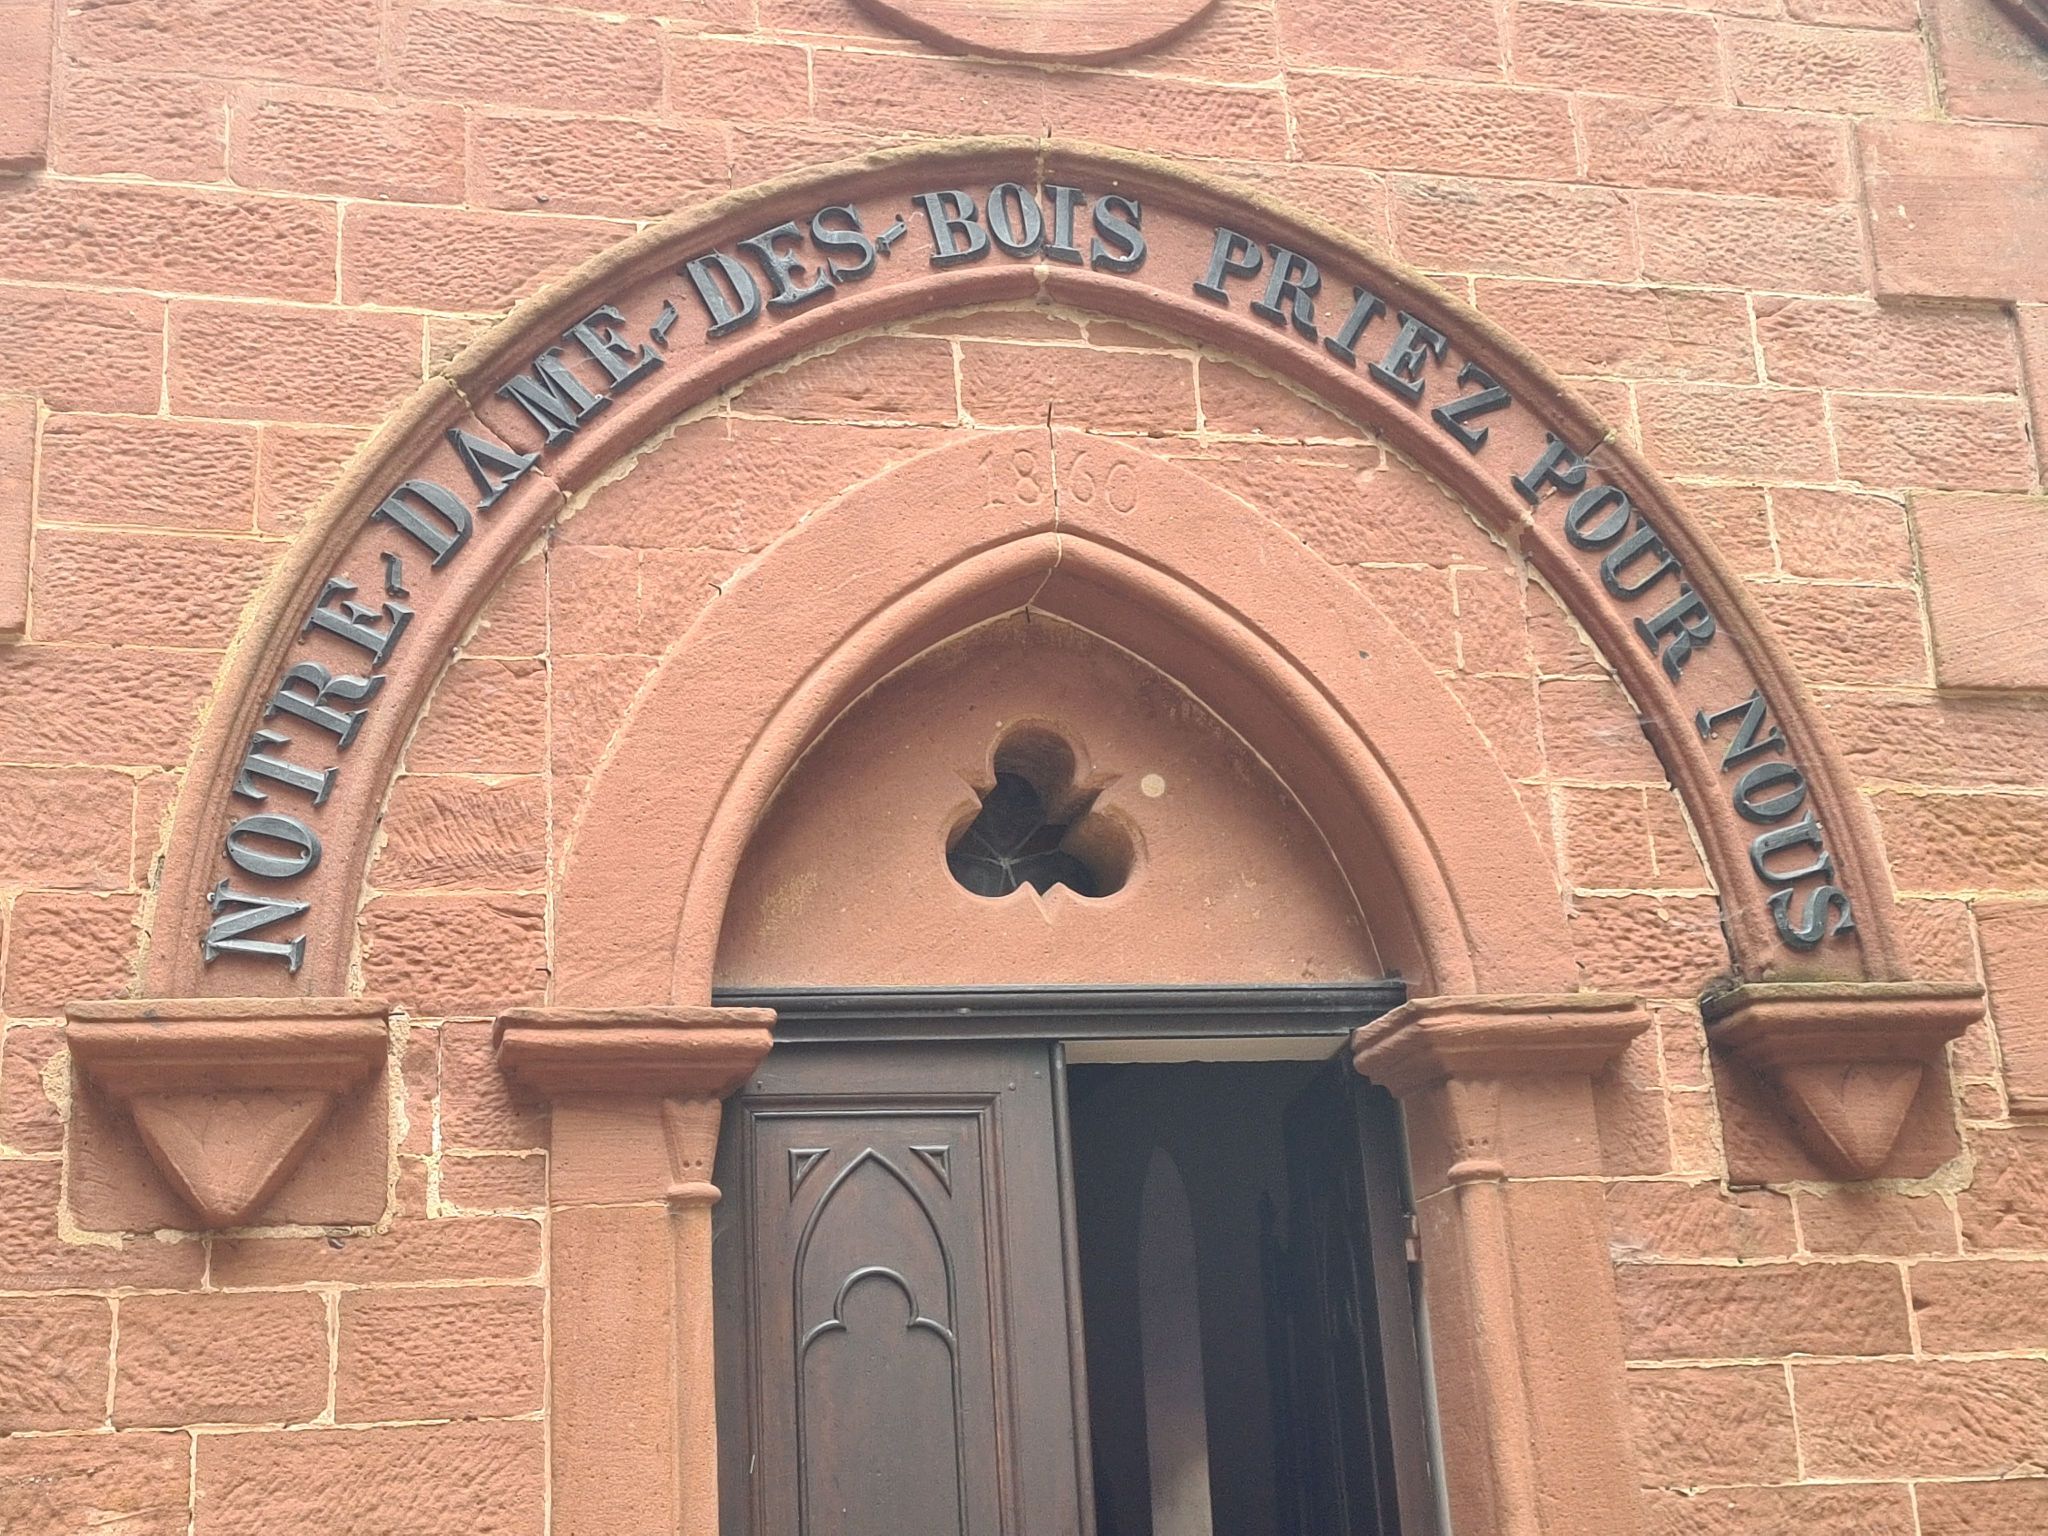 NOTRE-DAME-DES-BOIS PRIEZ POUR NOUS
1860